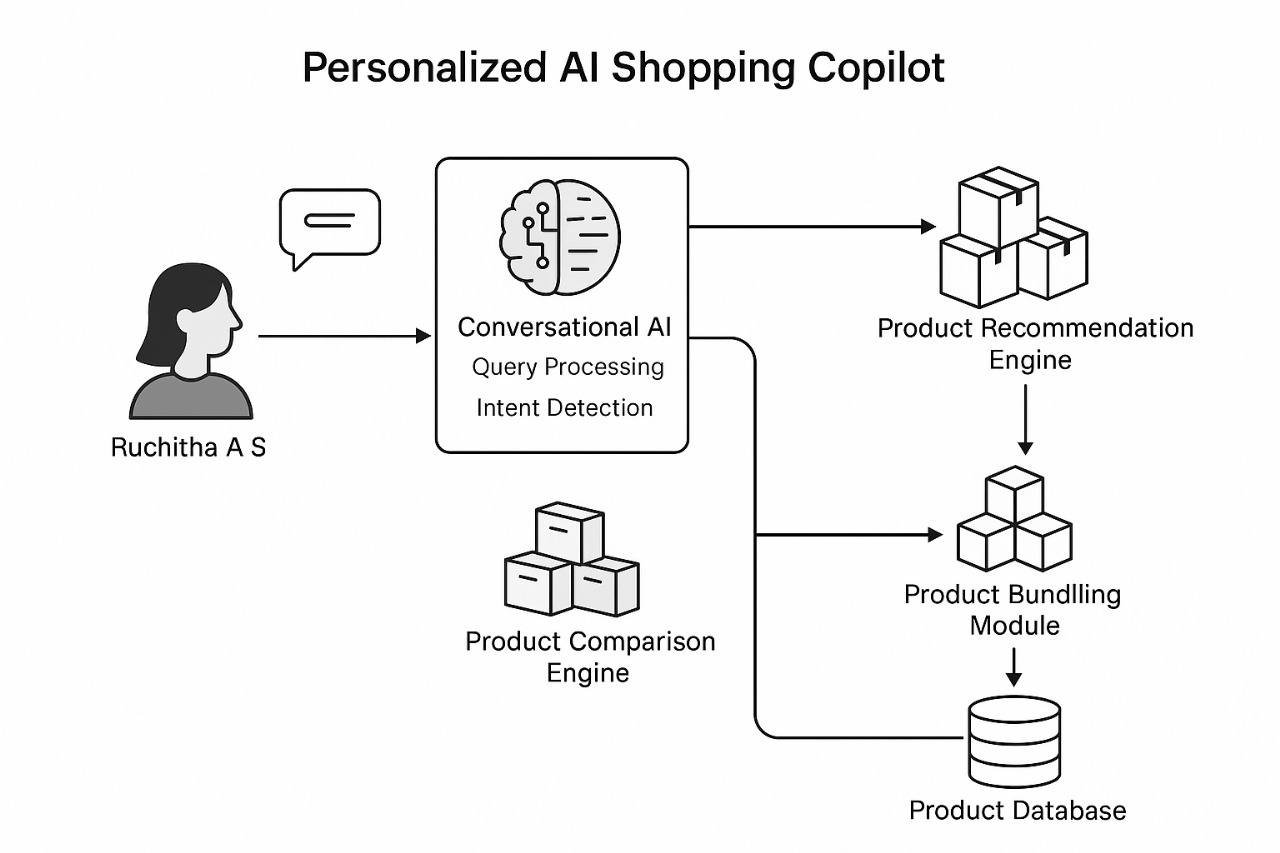 Personalized AI Shopping Copilot
Ruchitha A S
Conversational AI
Query Processing
Intent Detection
Product Comparison
Engine
Product Recommendation
Engine
Product Bundlling
Module
Product Database